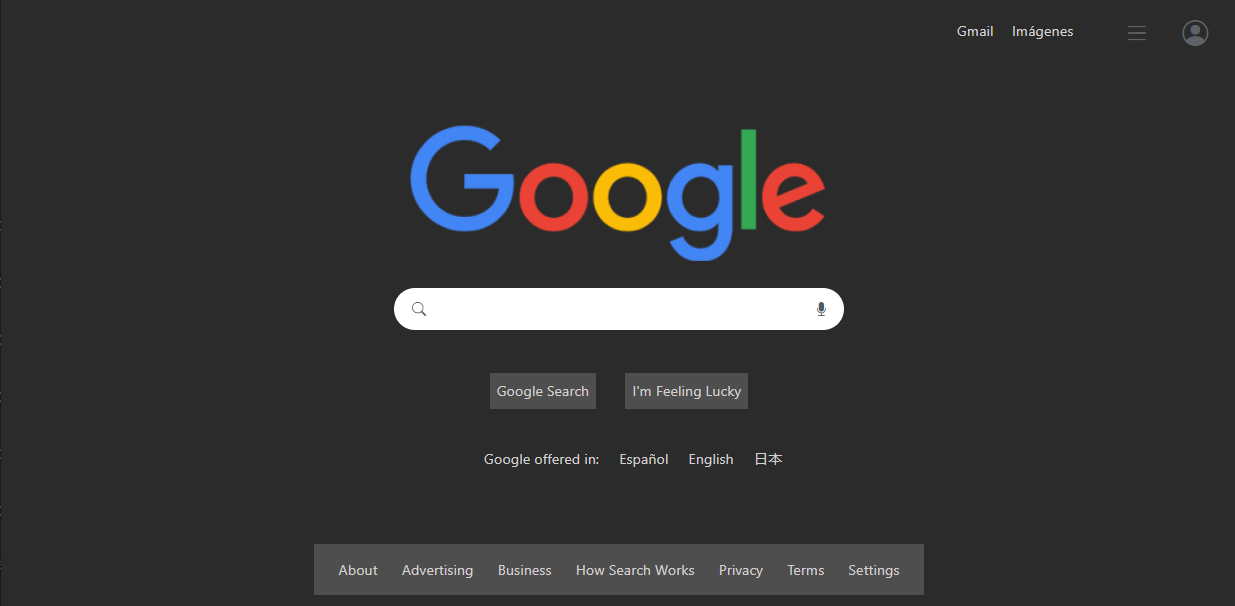 Gmail Imágenes
Google
Google Search I'm Feeling Lucky
Google offered in: Español English 日本
About Advertising Business How Search Works Privacy Terms Settings